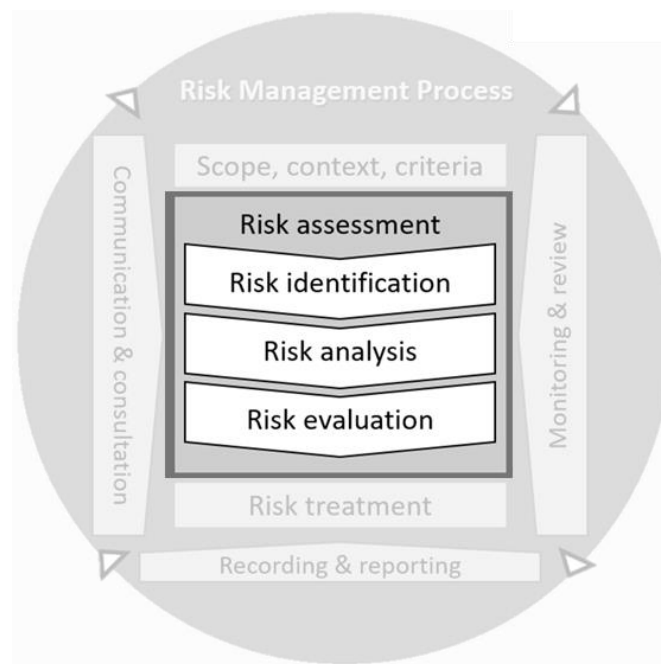 Risk Management Process
Scope, context, criteria
Communication & consultation
Risk assessment
Risk identification
Risk analysis
Risk evaluation
Monitoring & review
Risk treatment
Recording & reporting